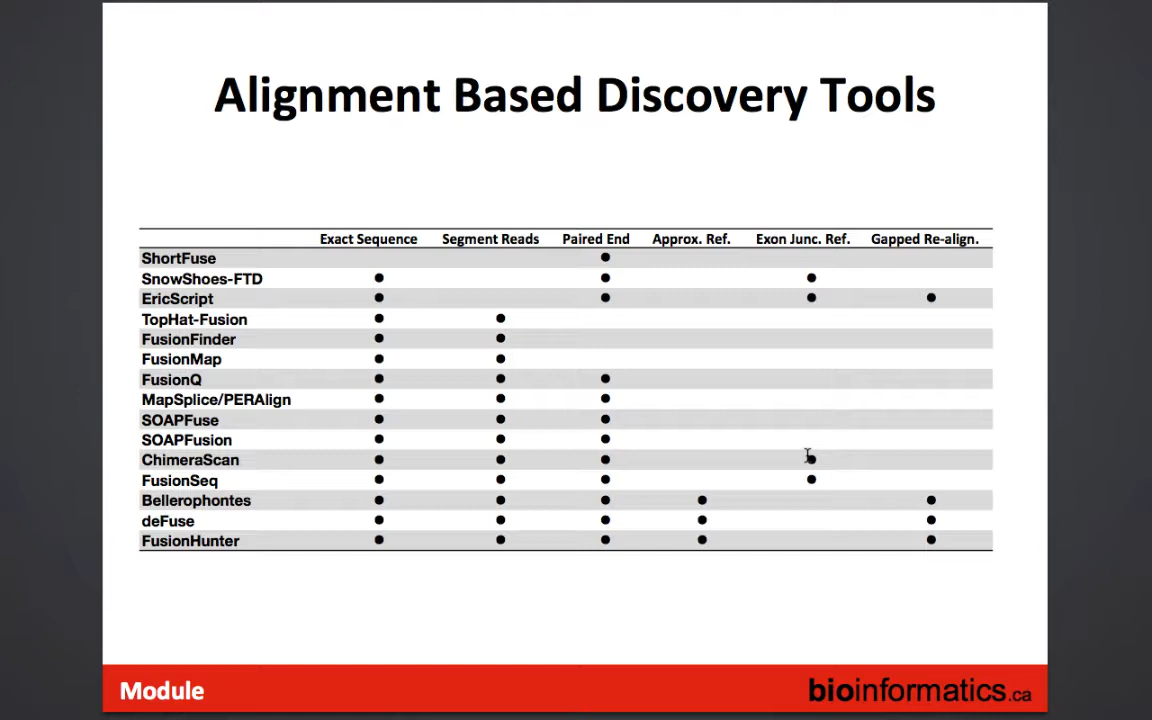 Alignment Based Discovery Tools
Exact Sequence Segment Reads Paired End Approx. Ref. Exon Junc. Ref. Gapped Re-align.
ShortFuse ●
SnowShoes-FTD ● ● ●
EricScript ● ● ● ●
TopHat-Fusion ● ●
FusionFinder ● ●
FusionMap ● ●
FusionQ ● ● ●
MapSplice/PERAlign ● ● ●
SOAPFuse ● ● ●
SOAPFusion ● ● ●
ChimeraScan ● ● ● ●
FusionSeq ● ● ● ●
Bellerophontes ● ● ● ● ●
deFuse ● ● ● ● ●
FusionHunter ● ● ● ● ●
Module bioinformatics.ca